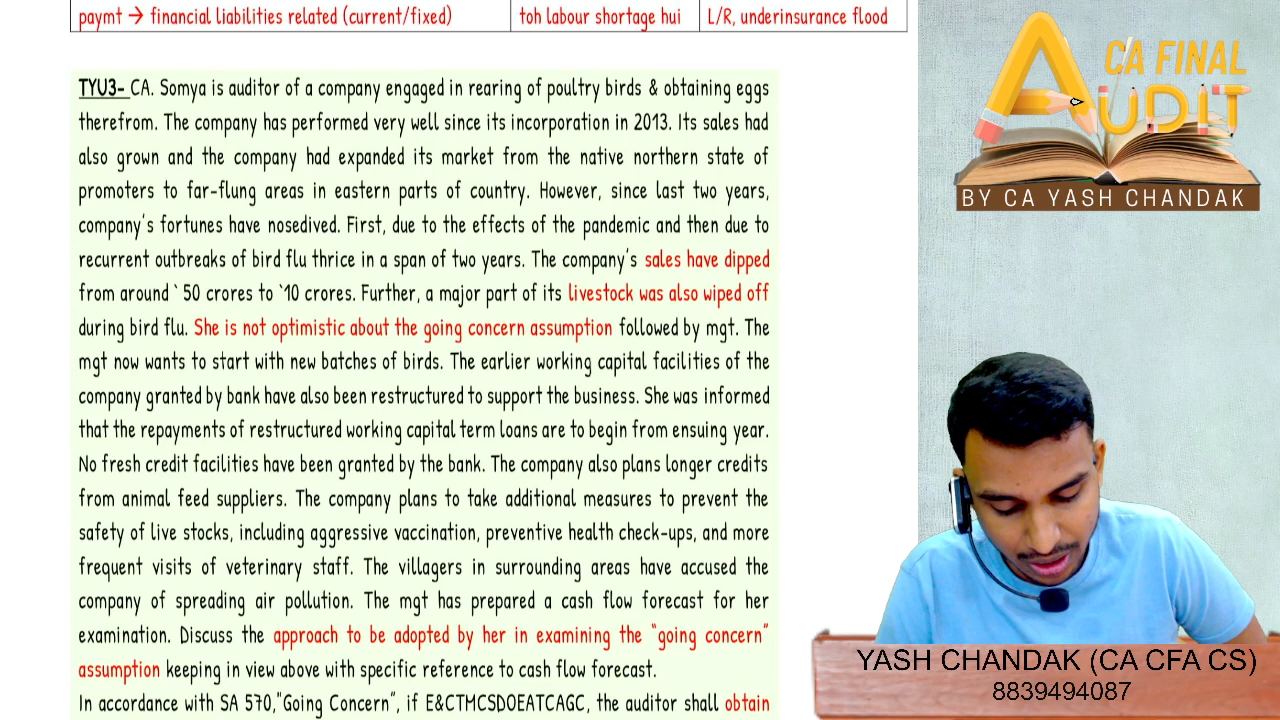 paymt → financial liabilities related (current/fixed)
toh labour shortage hui
L/R, underinsurance flood
CA FINAL
AUDIT
BY CA YASH CHANDAK
TYU3- CA. Somya is auditor of a company engaged in rearing of poultry birds & obtaining eggs
therefrom. The company has performed very well since its incorporation in 2013. Its sales had
also grown and the company had expanded its market from the native northern state of
promoters to far-flung areas in eastern parts of country. However, since last two years,
company's fortunes have nosedived. First, due to the effects of the pandemic and then due to
recurrent outbreaks of bird flu thrice in a span of two years. The company's sales have dipped
from around ` 50 crores to `10 crores. Further, a major part of its livestock was also wiped off
during bird flu. She is not optimistic about the going concern assumption followed by mgt. The
mgt now wants to start with new batches of birds. The earlier working capital facilities of the
company granted by bank have also been restructured to support the business. She was informed
that the repayments of restructured working capital term loans are to begin from ensuing year.
No fresh credit facilities have been granted by the bank. The company also plans longer credits
from animal feed suppliers. The company plans to take additional measures to prevent the
safety of live stocks, including aggressive vaccination, preventive health check-ups, and more
frequent visits of veterinary staff. The villagers in surrounding areas have accused the
company of spreading air pollution. The mgt has prepared a cash flow forecast for her
examination. Discuss the approach to be adopted by her in examining the "going concern"
assumption keeping in view above with specific reference to cash flow forecast.
In accordance with SA 570,"Going Concern", if E&CTMCSDOEATCAGC, the auditor shall obtain
YASH CHANDAK (CA CFA CS)
8839494087